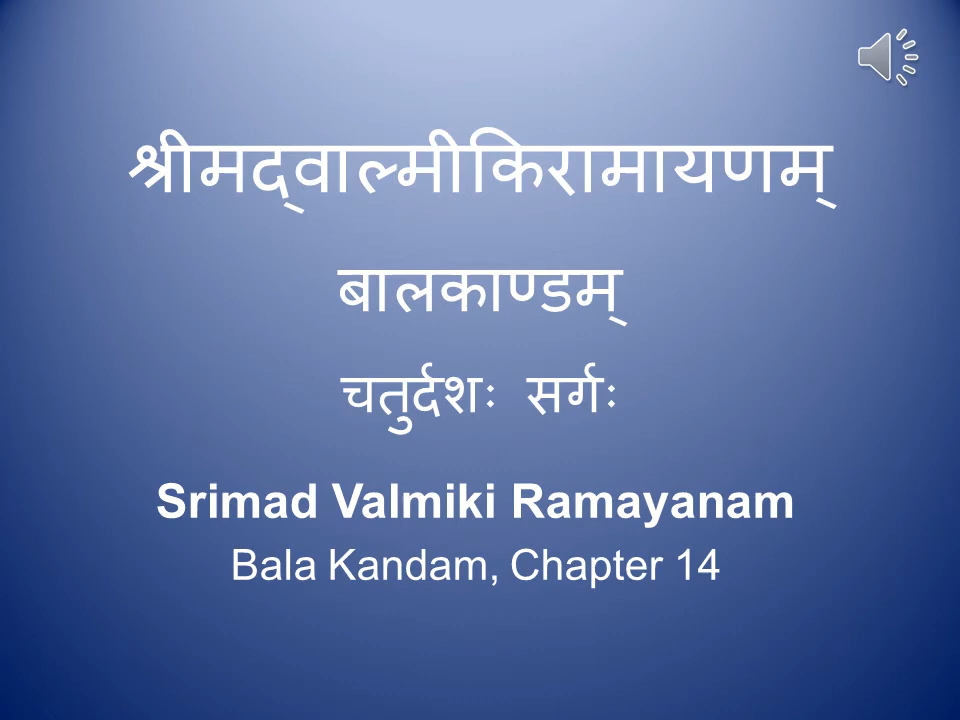 श्रीमद्‌वाल्मीकिरामायणम्
बालकाण्डम्
चतुर्दशः सर्गः
Srimad Valmiki Ramayanam
Bala Kandam, Chapter 14